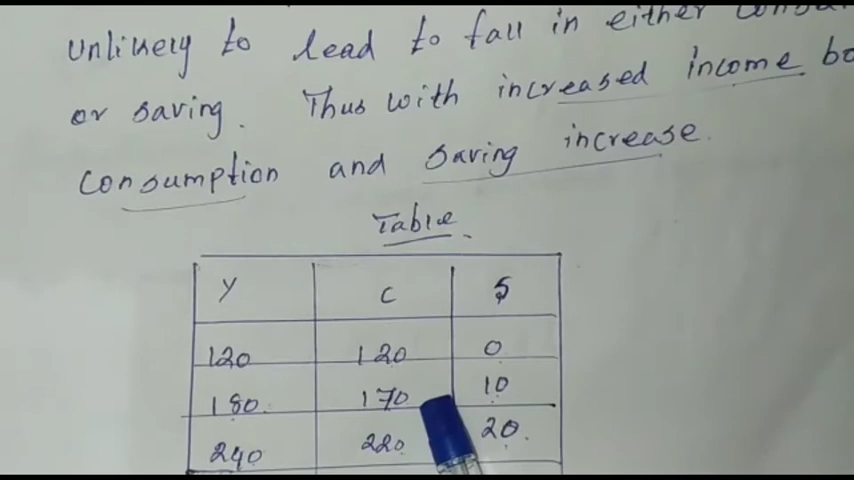 unlikely to lead to fall in either
or saving. Thus with increased income
consumption and saving increase.
Table
Y C S
120 120 0
180 170 10
240 220 20